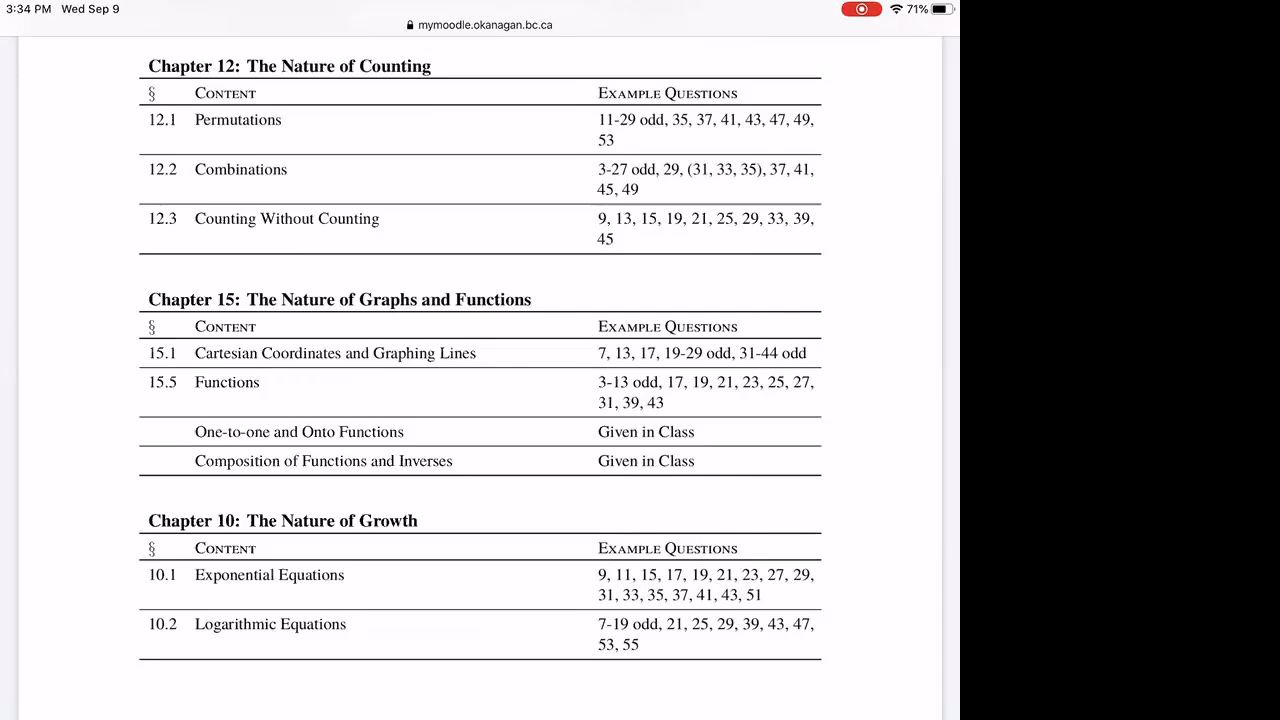 3:34 PM Wed Sep 9 71%
mymoodle.okanagan.bc.ca
Chapter 12: The Nature of Counting
§ CONTENT EXAMPLE QUESTIONS
12.1 Permutations 11-29 odd, 35, 37, 41, 43, 47, 49,
53
12.2 Combinations 3-27 odd, 29, (31, 33, 35), 37, 41,
45, 49
12.3 Counting Without Counting 9, 13, 15, 19, 21, 25, 29, 33, 39,
45
Chapter 15: The Nature of Graphs and Functions
§ CONTENT EXAMPLE QUESTIONS
15.1 Cartesian Coordinates and Graphing Lines 7, 13, 17, 19-29 odd, 31-44 odd
15.5 Functions 3-13 odd, 17, 19, 21, 23, 25, 27,
31, 39, 43
One-to-one and Onto Functions Given in Class
Composition of Functions and Inverses Given in Class
Chapter 10: The Nature of Growth
§ CONTENT EXAMPLE QUESTIONS
10.1 Exponential Equations 9, 11, 15, 17, 19, 21, 23, 27, 29,
31, 33, 35, 37, 41, 43, 51
10.2 Logarithmic Equations 7-19 odd, 21, 25, 29, 39, 43, 47,
53, 55